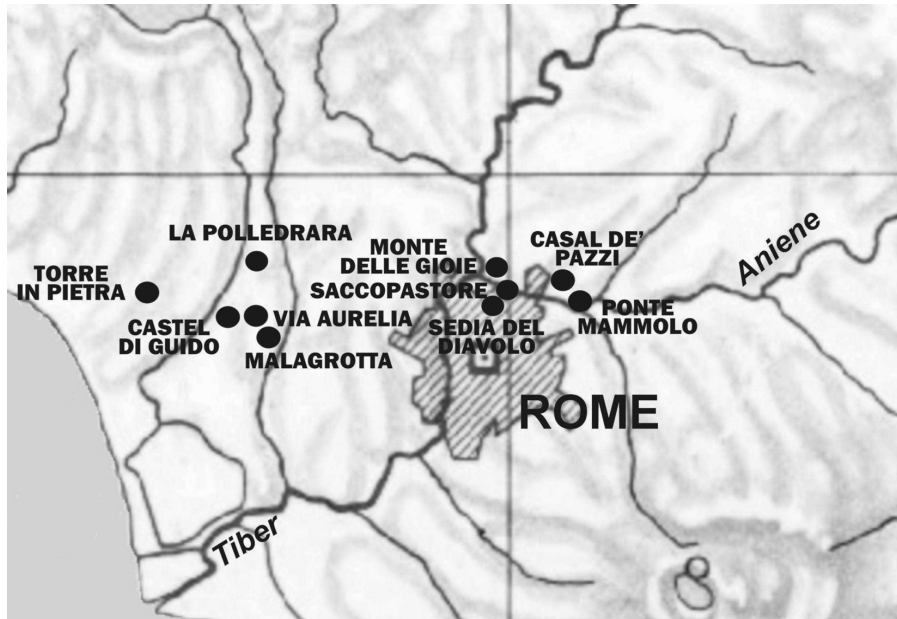 LA POLLEDRARA
MONTE
DELLE GIOIE
CASAL DE'
PAZZI
Aniene
TORRE
IN PIETRA
SACCOPASTORE
CASTEL
DI GUIDO
VIA AURELIA
MALAGROTTA
SEDIA DEL
DIAVOLO
PONTE
MAMMOLO
ROME
Tiber